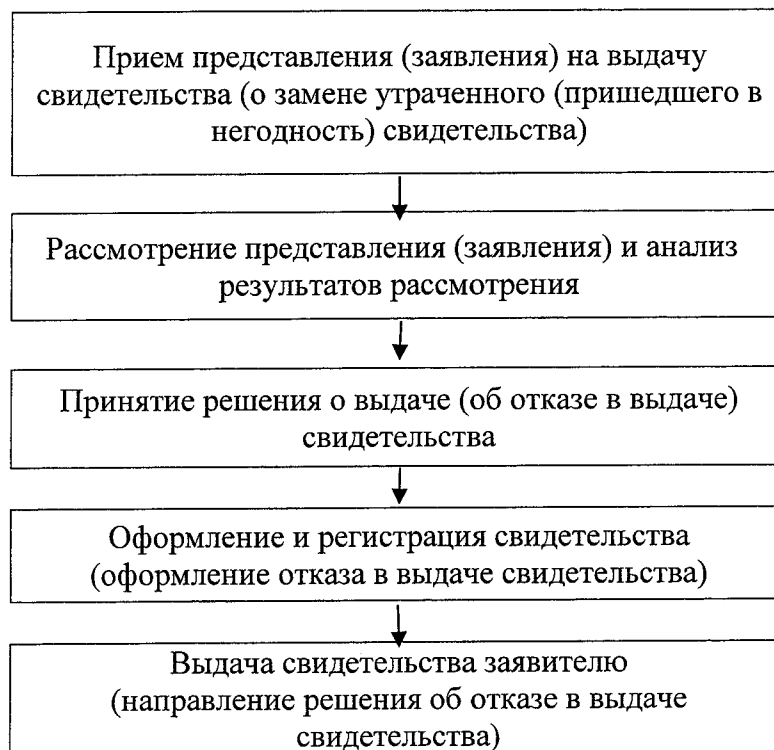 Прием представления (заявления) на выдачу
свидетельства (о замене утраченного (пришедшего в
негодность) свидетельства)
Рассмотрение представления (заявления) и анализ
результатов рассмотрения
Принятие решения о выдаче (об отказе в выдаче)
свидетельства
Оформление и регистрация свидетельства
(оформление отказа в выдаче свидетельства)
Выдача свидетельства заявителю
(направление решения об отказе в выдаче
свидетельства)